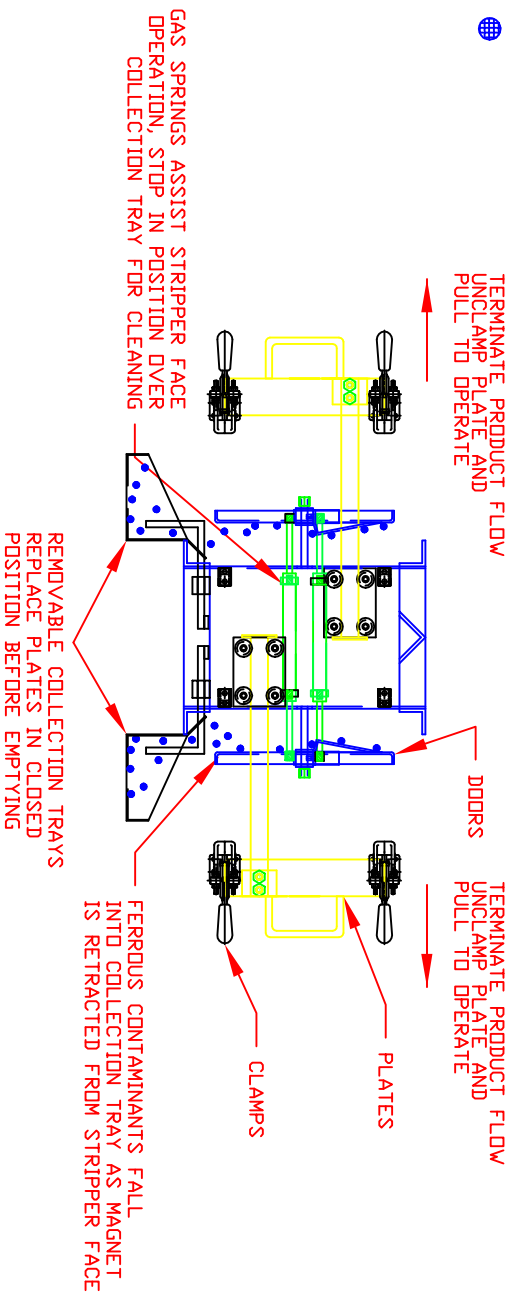 TERMINATE PRODUCT FLOW
UNCLAMP PLATE AND
PULL TO OPERATE
TERMINATE PRODUCT FLOW
UNCLAMP PLATE AND
PULL TO OPERATE
DOORS
PLATES
CLAMPS
GAS SPRINGS ASSIST STRIPPER FACE
OPERATION, STOP IN POSITION OVER
COLLECTION TRAY FOR CLEANING
FERROUS CONTAMINANTS FALL
INTO COLLECTION TRAY AS MAGNET
IS RETRACTED FROM STRIPPER FACE
REMOVABLE COLLECTION TRAYS
REPLACE PLATES IN CLOSED
POSITION BEFORE EMPTYING